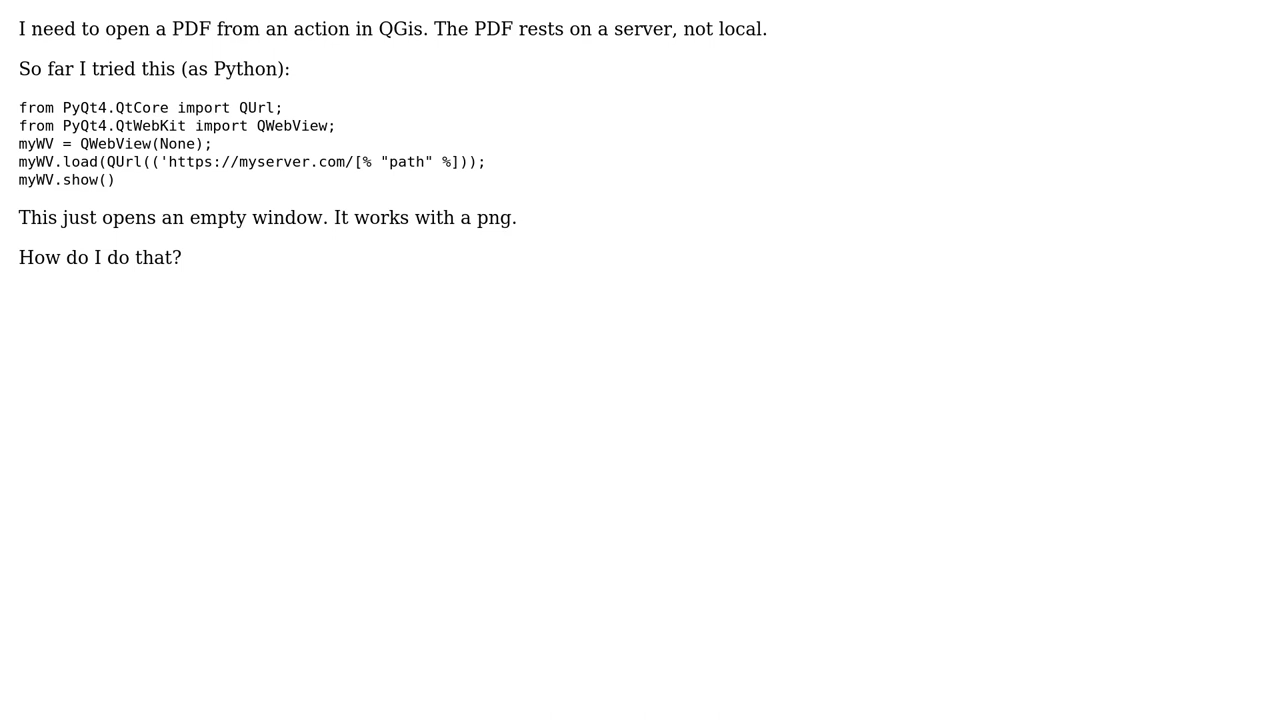 I need to open a PDF from an action in QGis. The PDF rests on a server, not local.
So far I tried this (as Python):
from PyQt4.QtCore import QUrl;
from PyQt4.QtWebKit import QWebView;
myWV = QWebView(None);
myWV.load(QUrl(('https://myserver.com/[% "path" %]));
myWV.show()
This just opens an empty window. It works with a png.
How do I do that?